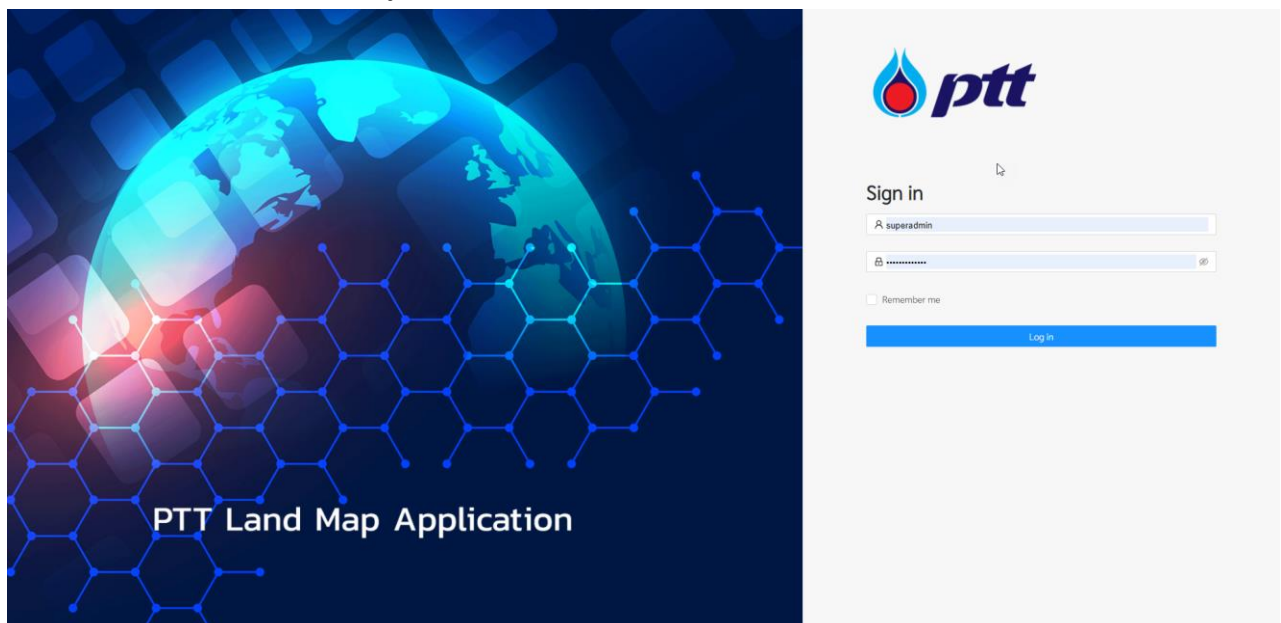 ptt
Sign in
superadmin
•••••••••••••
Remember me
Log in
PTT Land Map Application